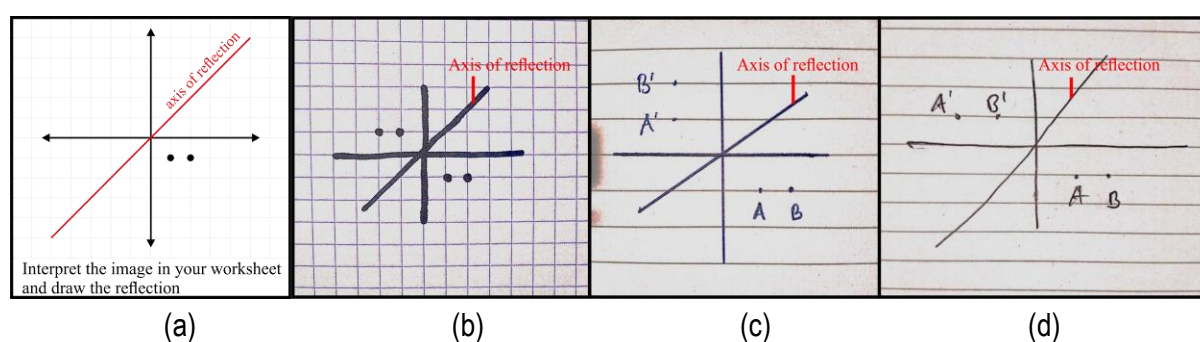 axis of reflection
Interpret the image in your worksheet
and draw the reflection
(a)
Axis of reflection
(b)
Axis of reflection
B'
A'
A B
(c)
Axis of reflection
A' B'
A B
(d)